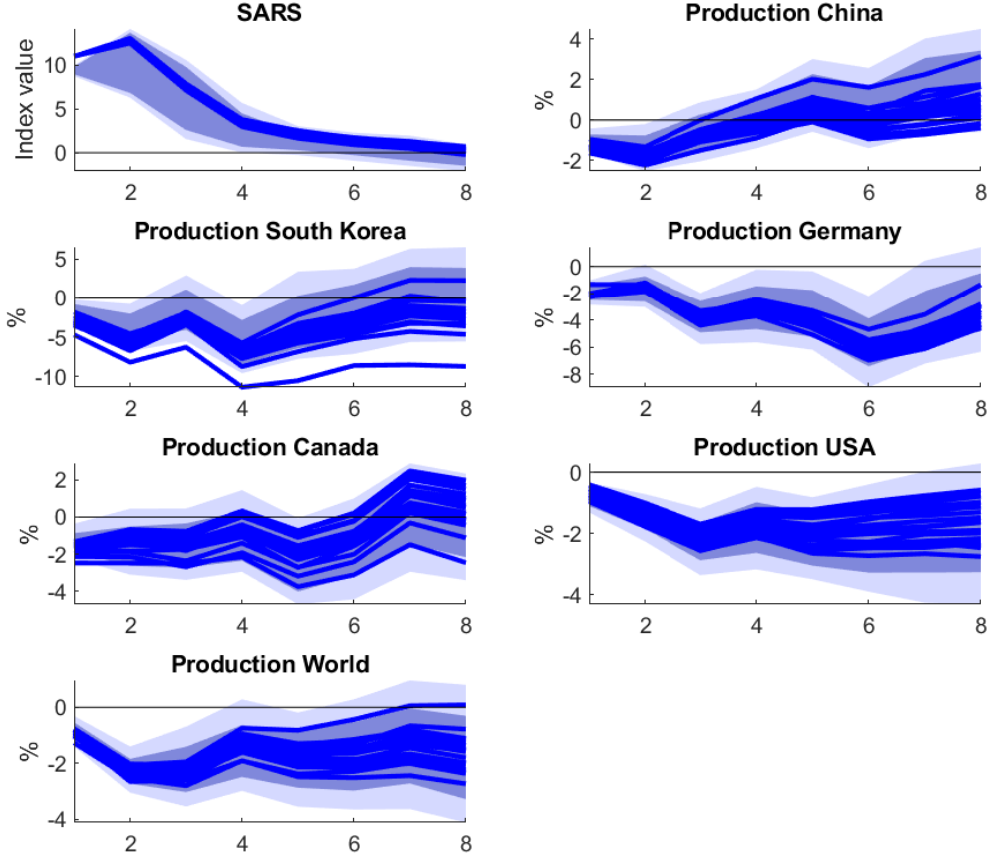 SARS
Index value
10
5
0
2 4 6 8
Production China
%
4
2
0
-2
2 4 6 8
Production South Korea
%
5
0
-5
-10
2 4 6 8
Production Germany
%
0
-2
-4
-6
-8
2 4 6 8
Production Canada
%
2
0
-2
-4
2 4 6 8
Production USA
%
0
-2
-4
2 4 6 8
Production World
%
0
-2
-4
2 4 6 8